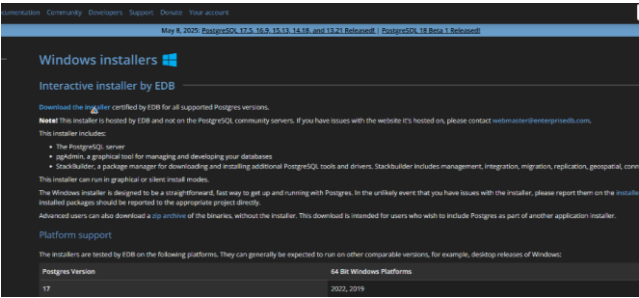 ocumentation Community Developers Support Donate Your account
May 8, 2025: PostgreSQL 17.5, 16.9, 15.13, 14.18, and 13.21 Released! | PostgreSQL 18 Beta 1 Released!
Windows installers
Interactive installer by EDB
Download the installer certified by EDB for all supported Postgres versions.
Note! This installer is hosted by EDB and not on the PostgreSQL community servers. If you have issues with the website it's hosted on, please contact webmaster@enterprisedb.com.
This installer includes:
• The PostgreSQL server
• pgAdmin, a graphical tool for managing and developing your databases
• StackBuilder, a package manager for downloading and installing additional PostgreSQL tools and drivers. Stackbuilder includes management, integration, migration, replication, geospatial, conn
This installer can run in graphical or silent install modes.
The Windows installer is designed to be a straightforward, fast way to get up and running with Postgres. In the unlikely event that you have issues with the installer, please report them on the installe
installed packages should be reported to the appropriate project directly.
Advanced users can also download a zip archive of the binaries, without the installer. This download is intended for users who wish to include Postgres as part of another application installer.
Platform support
The installers are tested by EDB on the following platforms. They can generally be expected to run on other comparable versions, for example, desktop releases of Windows:
Postgres Version 64 Bit Windows Platforms
17 2022, 2019